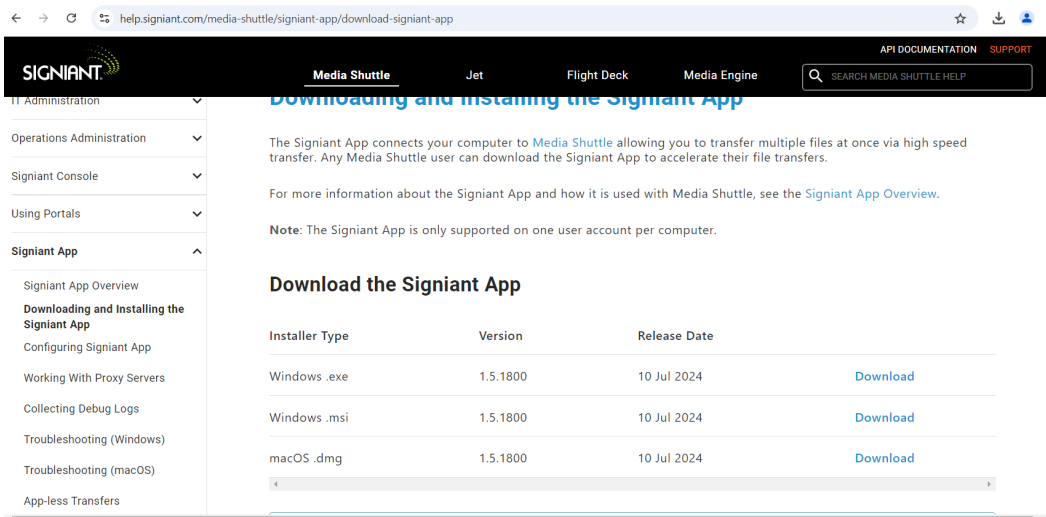 help.signiant.com/media-shuttle/signiant-app/download-signiant-app
API DOCUMENTATION SUPPORT
SIGNIANT
Media Shuttle Jet Flight Deck Media Engine SEARCH MEDIA SHUTTLE HELP
IT Administration
Operations Administration
Signiant Console
Using Portals
Signiant App
Signiant App Overview
Downloading and Installing the
Signiant App
Configuring Signiant App
Working With Proxy Servers
Collecting Debug Logs
Troubleshooting (Windows)
Troubleshooting (macOS)
App-less Transfers
Downloading and Installing the Signiant App
The Signiant App connects your computer to Media Shuttle allowing you to transfer multiple files at once via high speed
transfer. Any Media Shuttle user can download the Signiant App to accelerate their file transfers.
For more information about the Signiant App and how it is used with Media Shuttle, see the Signiant App Overview.
Note: The Signiant App is only supported on one user account per computer.
Download the Signiant App
Installer Type Version Release Date
Windows .exe 1.5.1800 10 Jul 2024 Download
Windows .msi 1.5.1800 10 Jul 2024 Download
macOS .dmg 1.5.1800 10 Jul 2024 Download